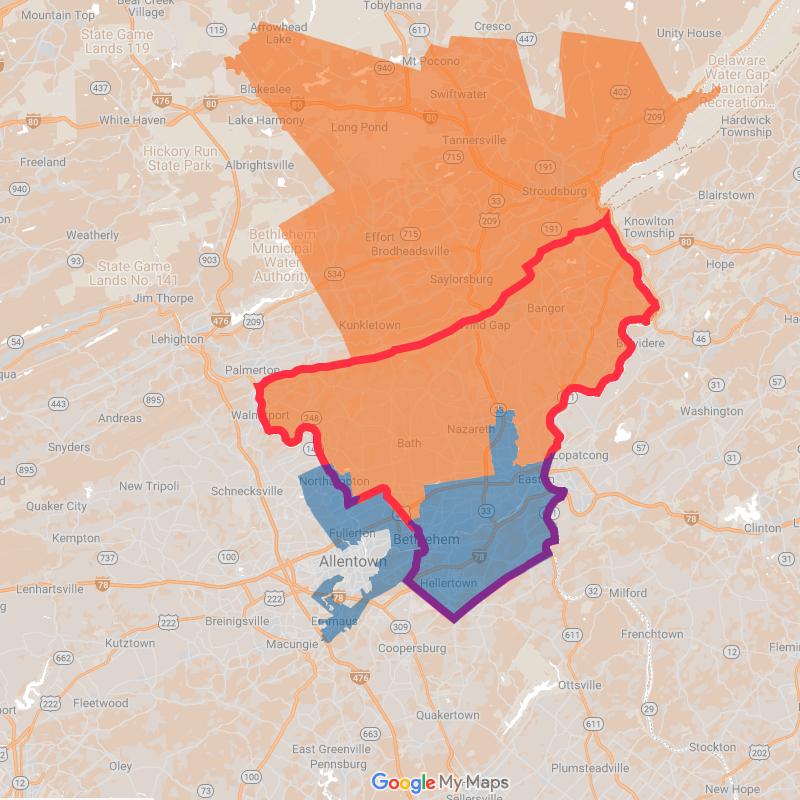 Bear Creek
Village
Tobyhanna
Mountain Top
State Game
Lands 119
115
Arrowhead
Lake
611
Cresco
447
Unity House
Mt Pocono
940
Delaware
Water Gap
National
Recreation...
437
476
80
Blakeslee
80
Swiftwater
402
White Haven
Lake Harmony
Long Pond
80
209
Hardwick
Township
Tannersville
Hickory Run
State Park
715
Freeland
Albrightsville
191
940
Stroudsburg
Blairstown
33
209
Weatherly
Bethlehem
Municipal
Water
Authority
Effort
715
191
Knowlton
Township
80
Brodheadsville
93
903
State Game
Lands No. 141
534
Hope
Saylorsburg
Jim Thorpe
Bangor
476
209
Kunkletown
Wind Gap
54
Lehighton
46
Belvidere
Palmerton
31
57
443
895
Washington
Walnutport
248
33
Andreas
Nazareth
Snyders
Bath
57
895
Lopatcong
31
New Tripoli
Schnecksville
Northampton
Easton
Quaker City
33
Clinton
Kempton
Fullerton
Bethlehem
737
100
Allentown
78
78
Lenhartsville
78
Hellertown
32
Milford
222
222
Breinigsville
Emmaus
309
611
Frenchtown
Kutztown
Macungie
Coopersburg
12
662
476
222
Fleetwood
Ottsville
29
Quakertown
663
611
East Greenville
Stockton
202
Oley
Pennsburg
100
Plumsteadville
73
12
Google My Maps
Sellersville
New Hope